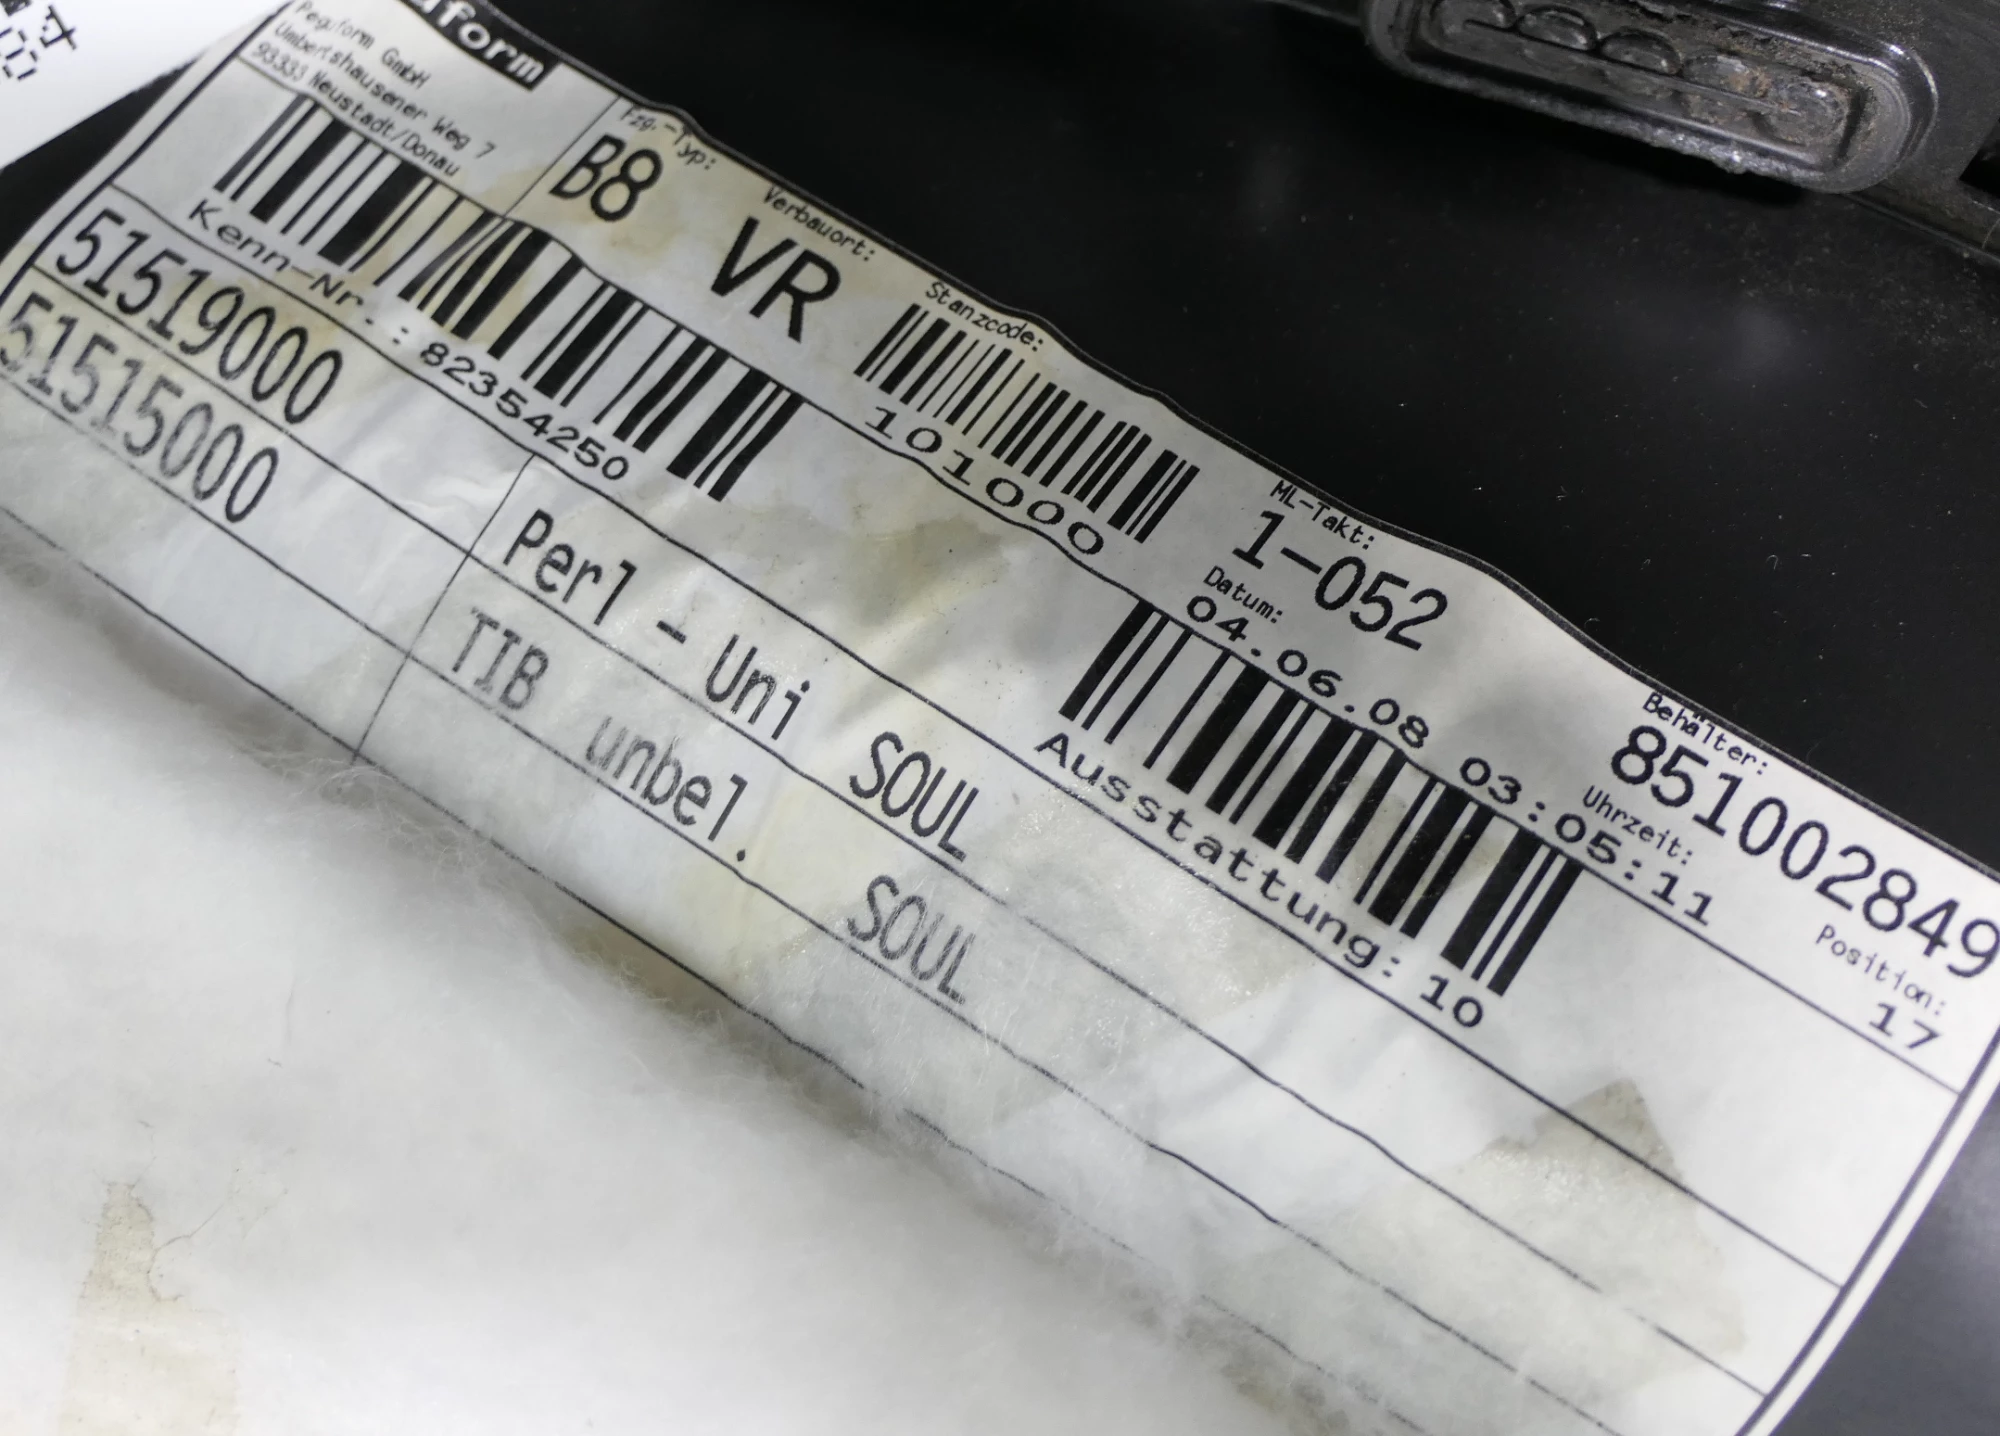 Peguform GmbH
Umbertshausener Weg 7
93333 Neustadt/Donau
Fzg.-Typ:
B8
Verbauort:
VR
Stanzcode:
101000
ML-Takt:
1-052
Behälter:
851002849
Datum:
04.06.08
Uhrzeit:
03:05:11
Position:
17
Kenn-Nr.: 82354250
Ausstattung: 10
51519000 Perl - Uni SOUL
51515000 TIB unbel. SOUL